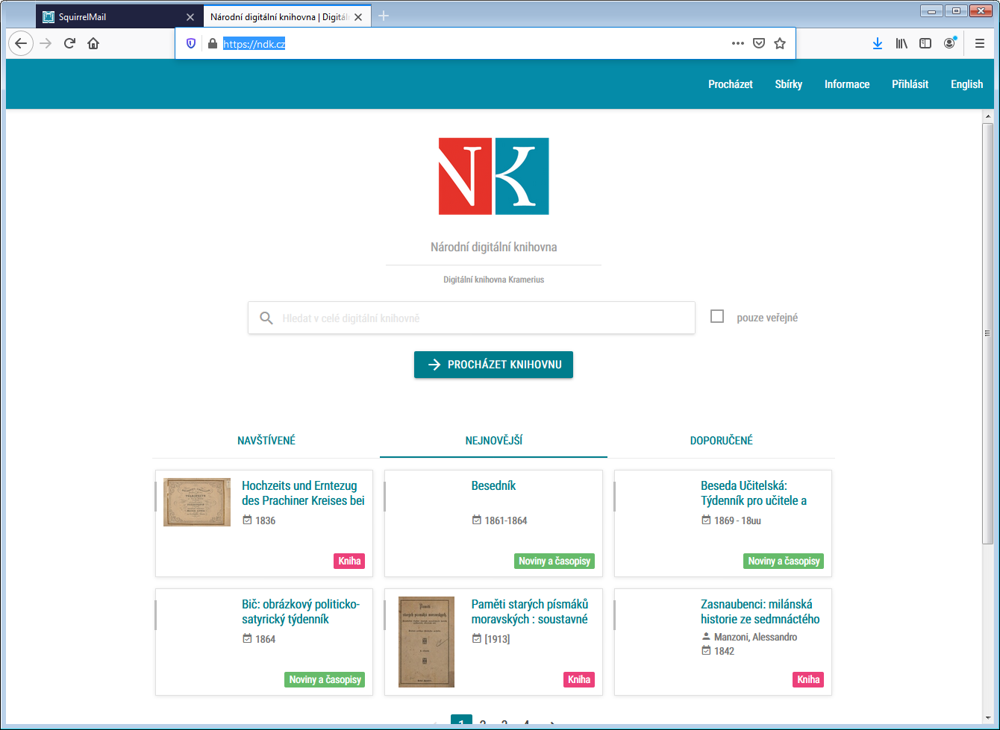 SquirrelMail
Národní digitální knihovna | Digitáln
https://ndk.cz
Procházet
Sbírky
Informace
Přihlásit
English
NK
Národní digitální knihovna
Digitální knihovna Kramerius
Hledat v celé digitální knihovně
pouze veřejné
PROCHÁZET KNIHOVNU
NAVŠTÍVENÉ
NEJNOVĚJŠÍ
DOPORUČENÉ
Hochzeits und Erntezug
des Prachiner Kreises bei
1836
Kniha
Besedník
1861-1864
Noviny a časopisy
Beseda Učitelská:
Týdenník pro učitele a
1869 - 18uu
Noviny a časopisy
Bič: obrázkový politicko-
satyrický týdenník
1864
Noviny a časopisy
Paměti starých písmáků
moravských : soustavné
[1913]
Kniha
Zasnaubenci: milánská
historie ze sedmnáctého
Manzoni, Alessandro
1842
Kniha
1 2 3 4